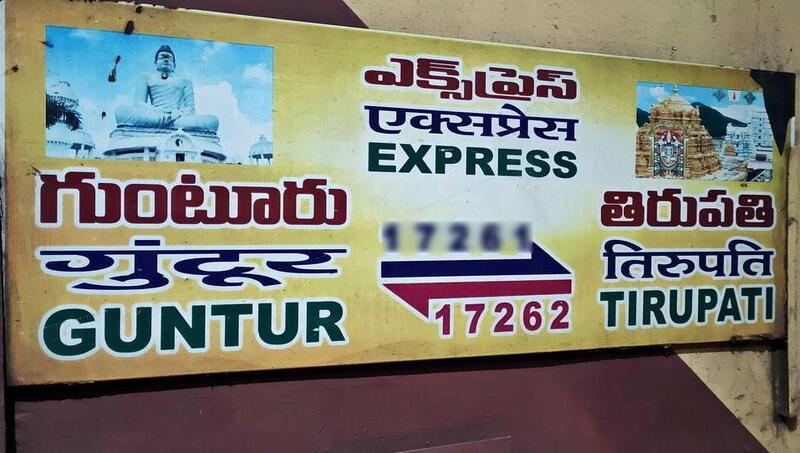 ఎక్స్‌ప్రెస్
एक्सप्रेस
EXPRESS
గుంటూరు
गुंटूर
GUNTUR
17262
తిరుపతి
तिरुपति
TIRUPATI